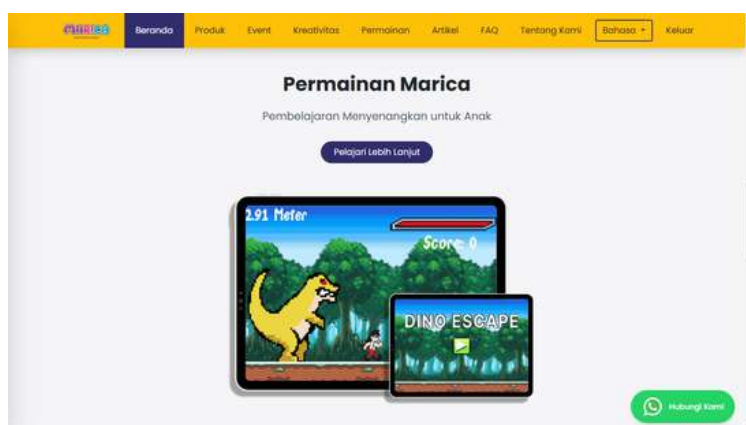 MARICA
Beranda Produk Event Kreativitas Permainan Artikel FAQ Tentang Kami Bahasa Keluar
Permainan Marica
Pembelajaran Menyenangkan untuk Anak
Pelajari Lebih Lanjut
2.91 Meter
Score: 0
DINO ESCAPE
Hubungi Kami